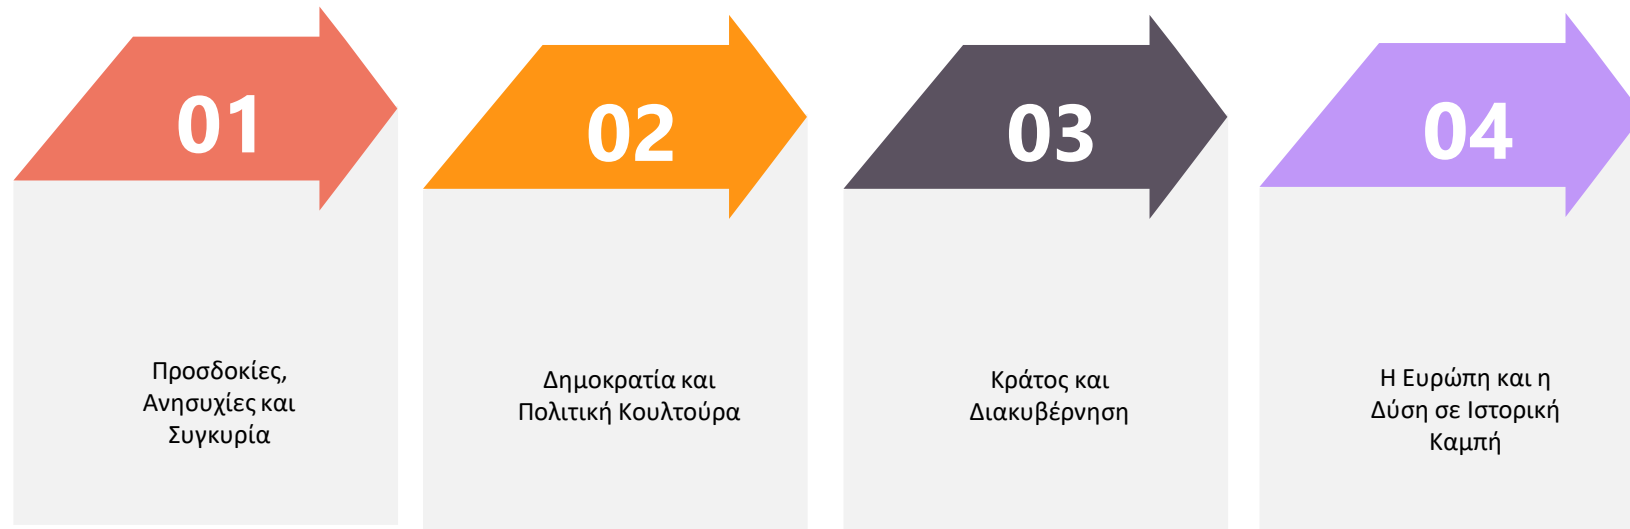 01
Προσδοκίες,
Ανησυχίες και
Συγκυρία
02
Δημοκρατία και
Πολιτική Κουλτούρα
03
Κράτος και
Διακυβέρνηση
04
Η Ευρώπη και η
Δύση σε Ιστορική
Καμπή